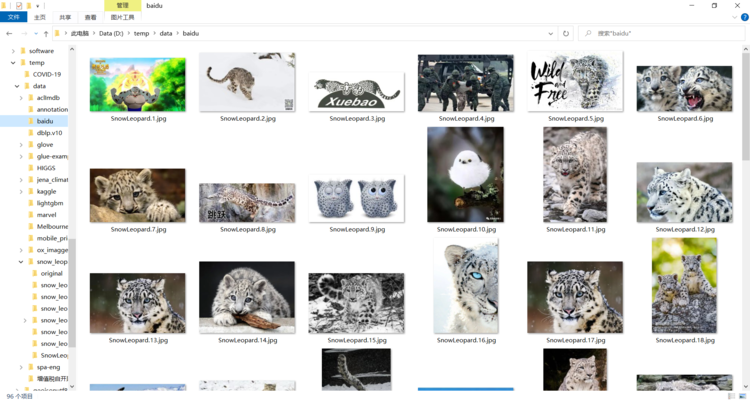 管理
baidu
文件
主页
共享
查看
图片工具
此电脑 > Data (D:) > temp > data > baidu
搜索"baidu"
software
temp
COVID-19
data
aclImdb
annotation
baidu
dblp.v10
glove
glue-exam
HIGGS
jena_climat
kaggle
lightgbm
marvel
Melbourne
mobile_pri
ox_imagge
snow_leop
original
snow_leo
snow_leo
snow_leo
snow_leo
snow_leo
snow_leo
SnowLeop
spa-eng
Wild
and
Free
Xuebao
跳跃
SnowLeopard.1.jpg
SnowLeopard.2.jpg
SnowLeopard.3.jpg
SnowLeopard.4.jpg
SnowLeopard.5.jpg
SnowLeopard.6.jpg
SnowLeopard.7.jpg
SnowLeopard.8.jpg
SnowLeopard.9.jpg
SnowLeopard.10.jpg
SnowLeopard.11.jpg
SnowLeopard.12.jpg
SnowLeopard.13.jpg
SnowLeopard.14.jpg
SnowLeopard.15.jpg
SnowLeopard.16.jpg
SnowLeopard.17.jpg
SnowLeopard.18.jpg
96 个项目